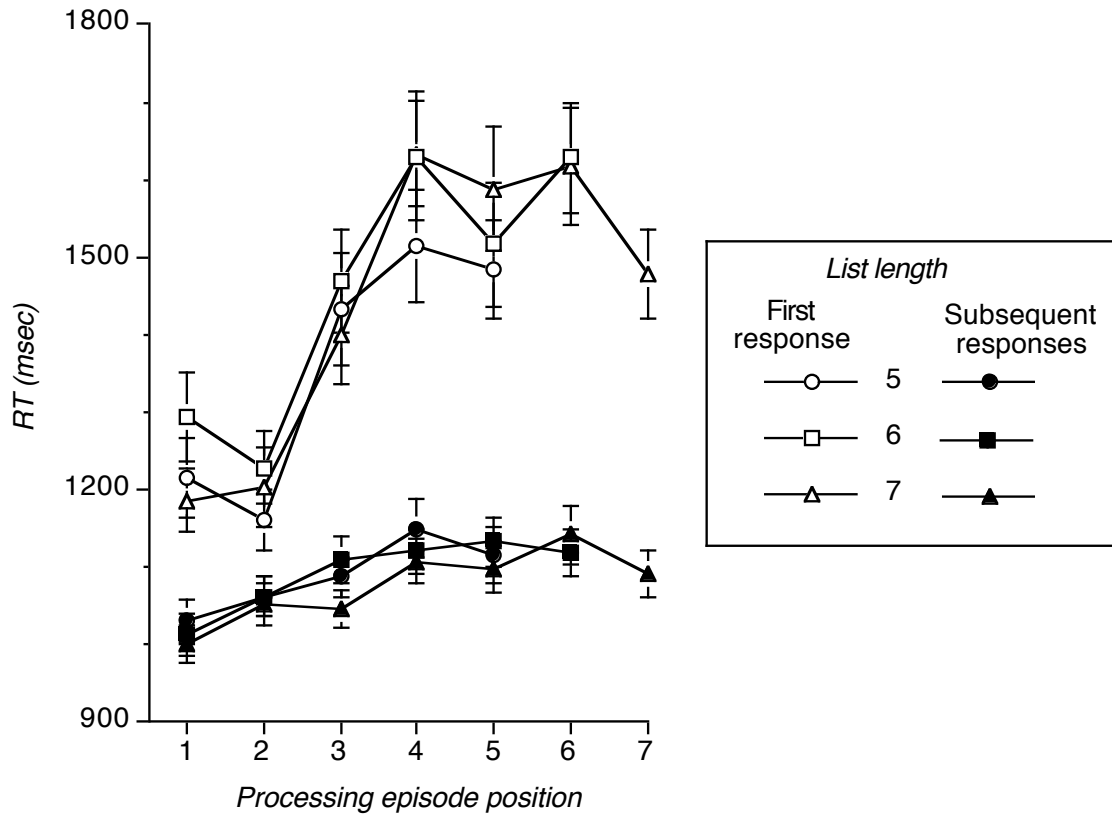 1800
1500
1200
900
RT (msec)
1 2 3 4 5 6 7
Processing episode position
List length
First response
Subsequent responses
5
6
7